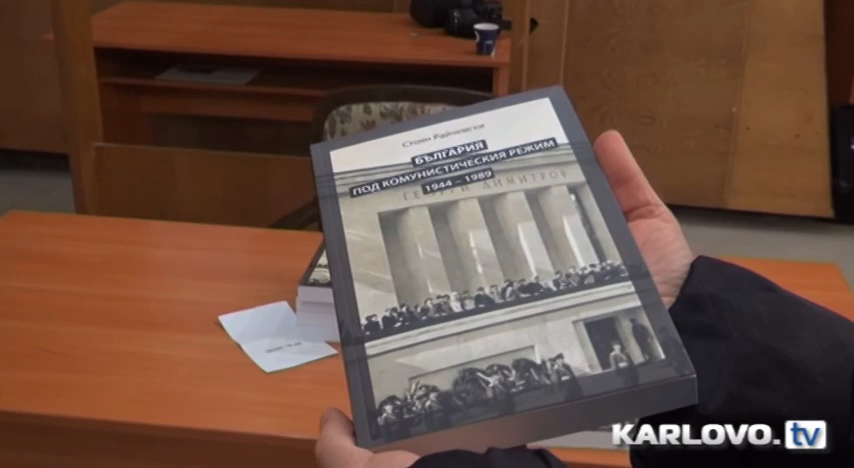 Стоян Райчевски
БЪЛГАРИЯ
ПОД КОМУНИСТИЧЕСКИЯ РЕЖИМ
1944 – 1989
ГЕОРГИ ДИМИТРОВ
KARLOVO.tv